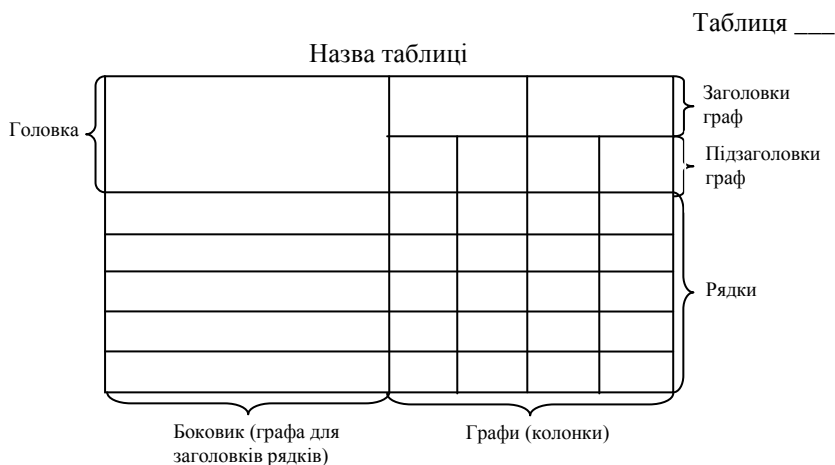 Таблиця ___
Назва таблиці
Головка
Заголовки
граф
Підзаголовки
граф
Рядки
Боковик (графа для
заголовків рядків)
Графи (колонки)